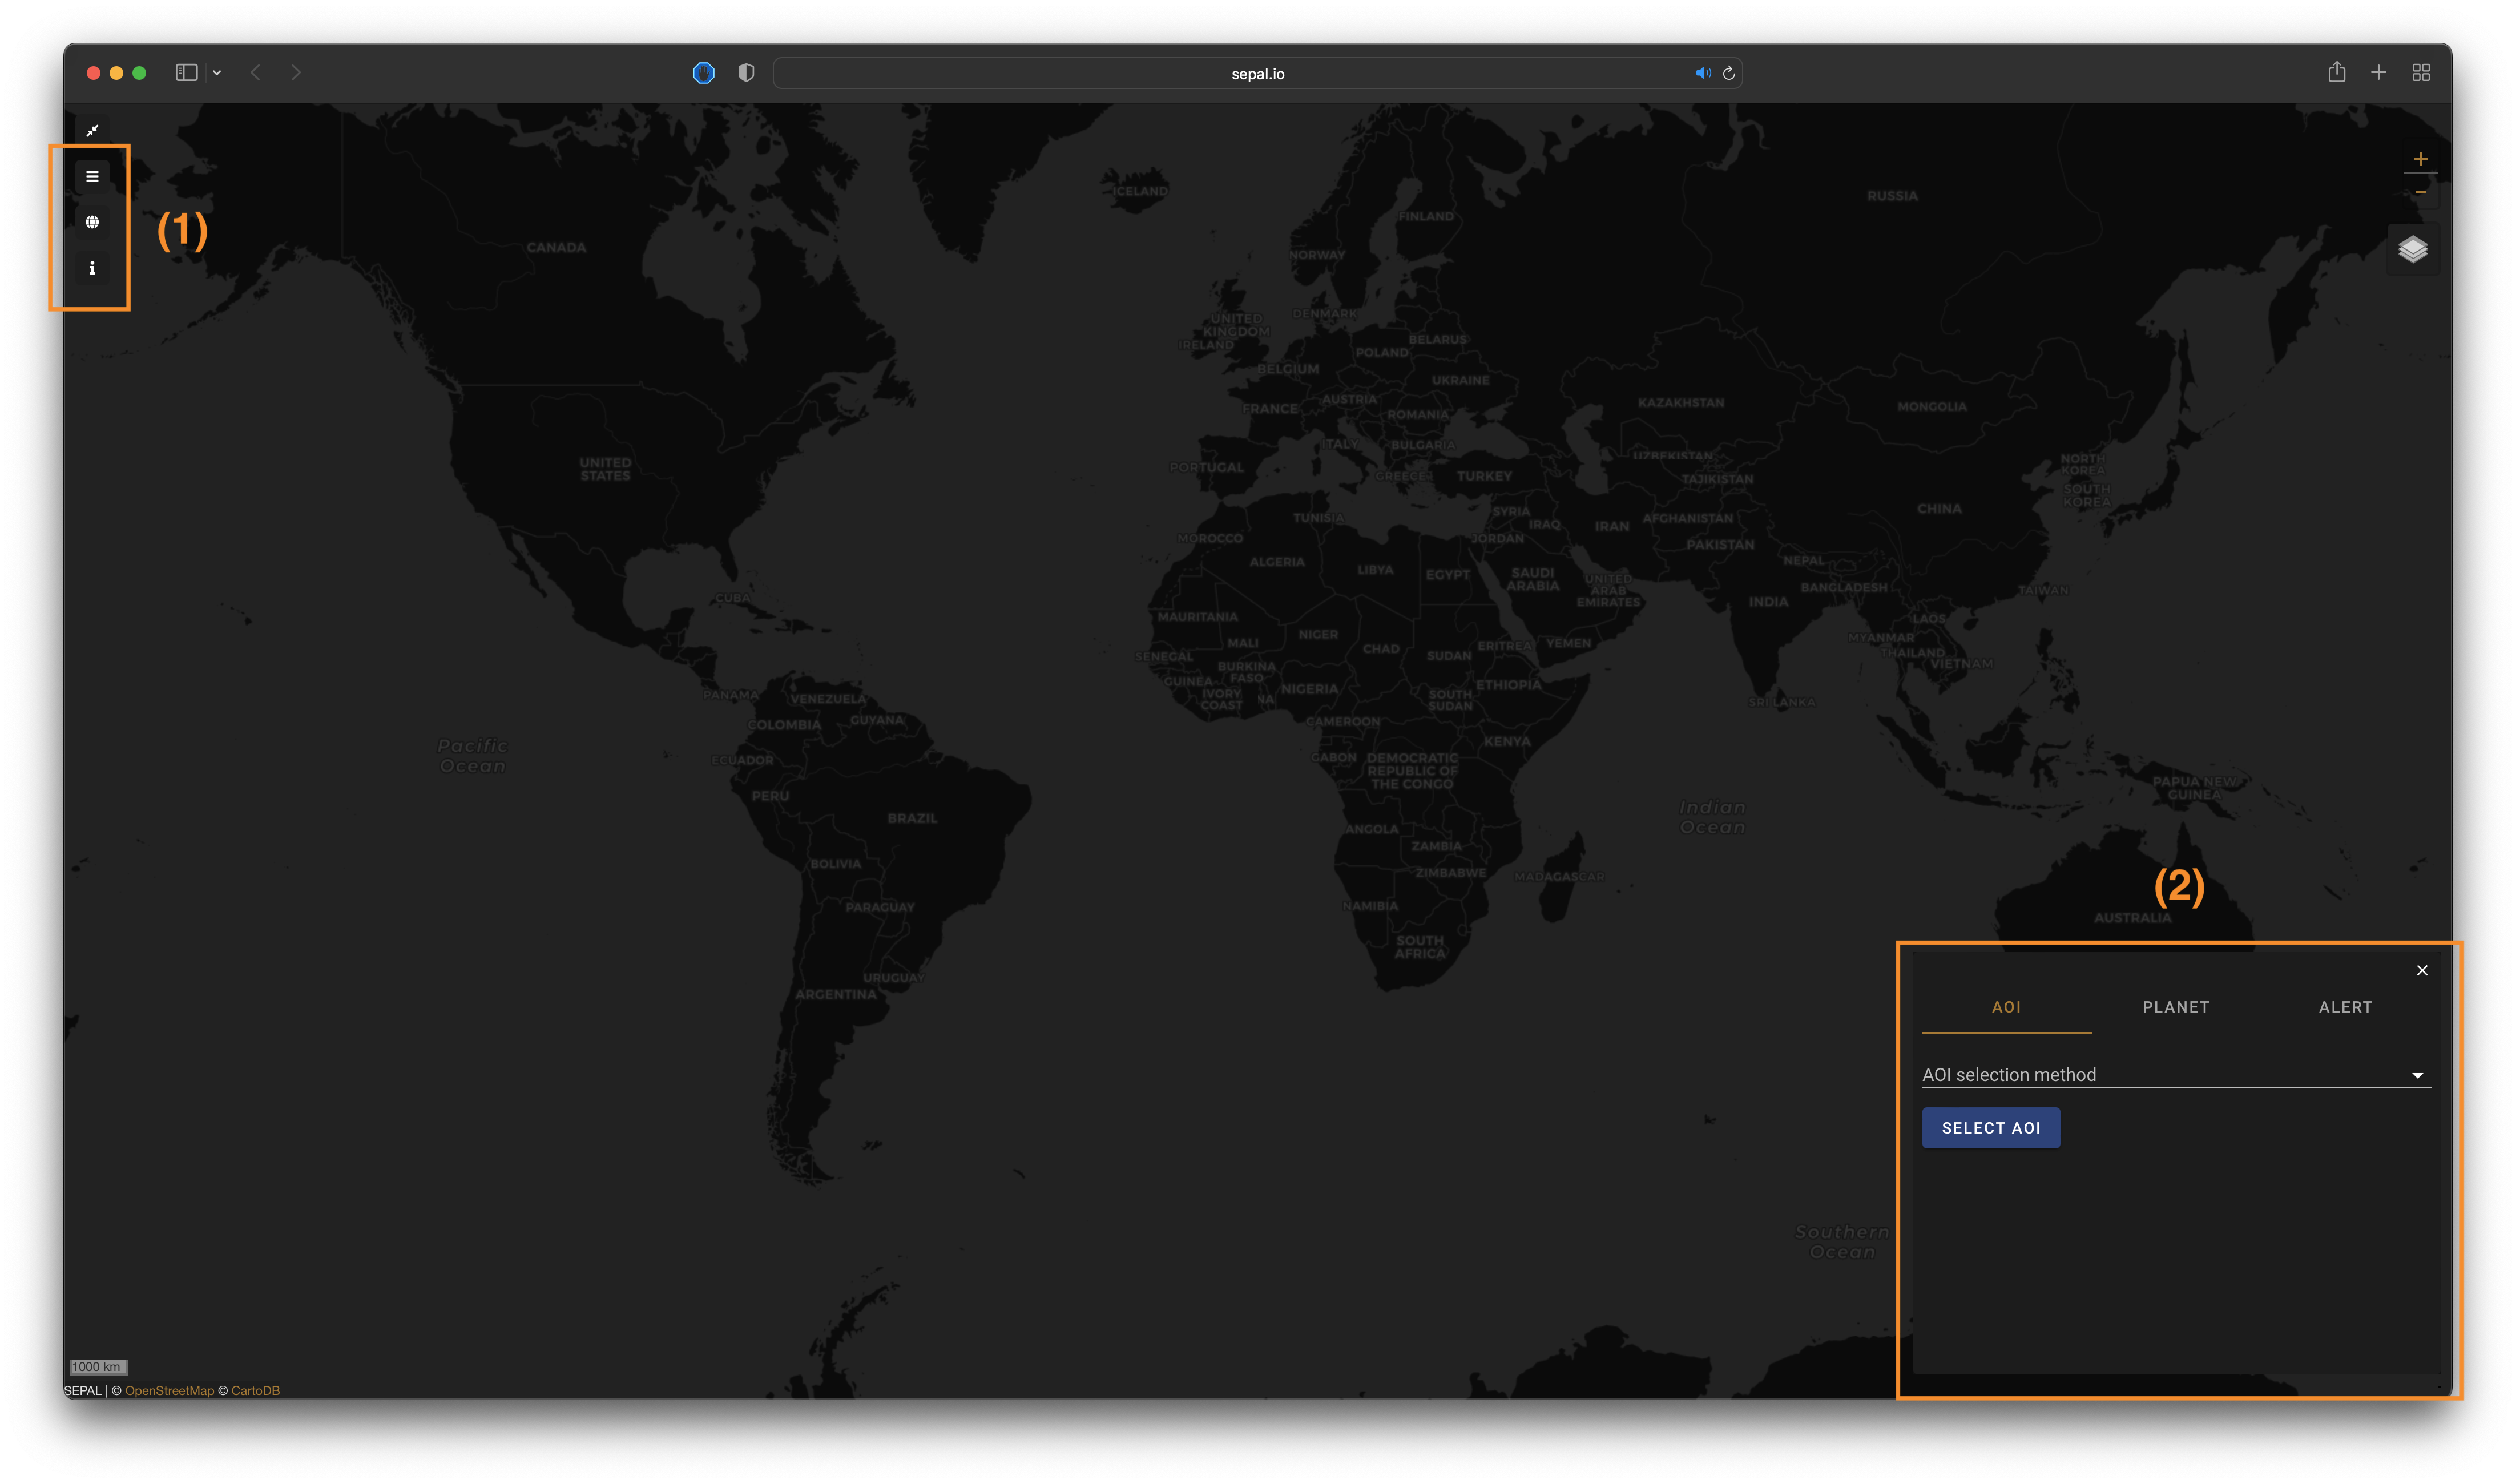 sepal.io
(1)
ICELAND
RUSSIA
FINLAND
CANADA
NORWAY
UNITED
KINGDOM
DENMARK
IRELAND
BELARUS
POLAND
BELGIUM
UKRAINE
AUSTRIA
FRANCE
KAZAKHSTAN
MONGOLIA
ROMANIA
ITALY
BULGARIA
UZBEKISTAN
UNITED
STATES
PORTUGAL
GREECE
TURKEY
TAJIKISTAN
NORTH
KOREA
SOUTH
KOREA
SYRIA
CHINA
TUNISIA
IRAQ
IRAN
AFGHANISTAN
MOROCCO
JORDAN
PAKISTAN
ALGERIA
LIBYA
EGYPT
SAUDI
ARABIA
UNITED
ARAB
EMIRATES
NEPAL
BANGLADESH
TAIWAN
CUBA
INDIA
MAURITANIA
LAOS
NIGER
MALI
CHAD
SUDAN
ERITREA
YEMEN
MYANMAR
THAILAND
VIETNAM
SENEGAL
BURKINA
FASO
GUINEA
IVORY
COAST
NA
NIGERIA
SOUTH
SUDAN
ETHIOPIA
PANAMA
VENEZUELA
SRI LANKA
COLOMBIA
GUYANA
CAMEROON
KENYA
Pacific
Ocean
ECUADOR
GABON
DEMOCRATIC
REPUBLIC OF
THE CONGO
PERU
PAPUA NEW
GUINEA
BRAZIL
Indian
Ocean
ANGOLA
ZAMBIA
BOLIVIA
ZIMBABWE
MADAGASCAR
(2)
PARAGUAY
NAMIBIA
AUSTRALIA
SOUTH
AFRICA
URUGUAY
ARGENTINA
AOI PLANET ALERT
AOI selection method
SELECT AOI
Southern
Ocean
1000 km
SEPAL | © OpenStreetMap © CartoDB